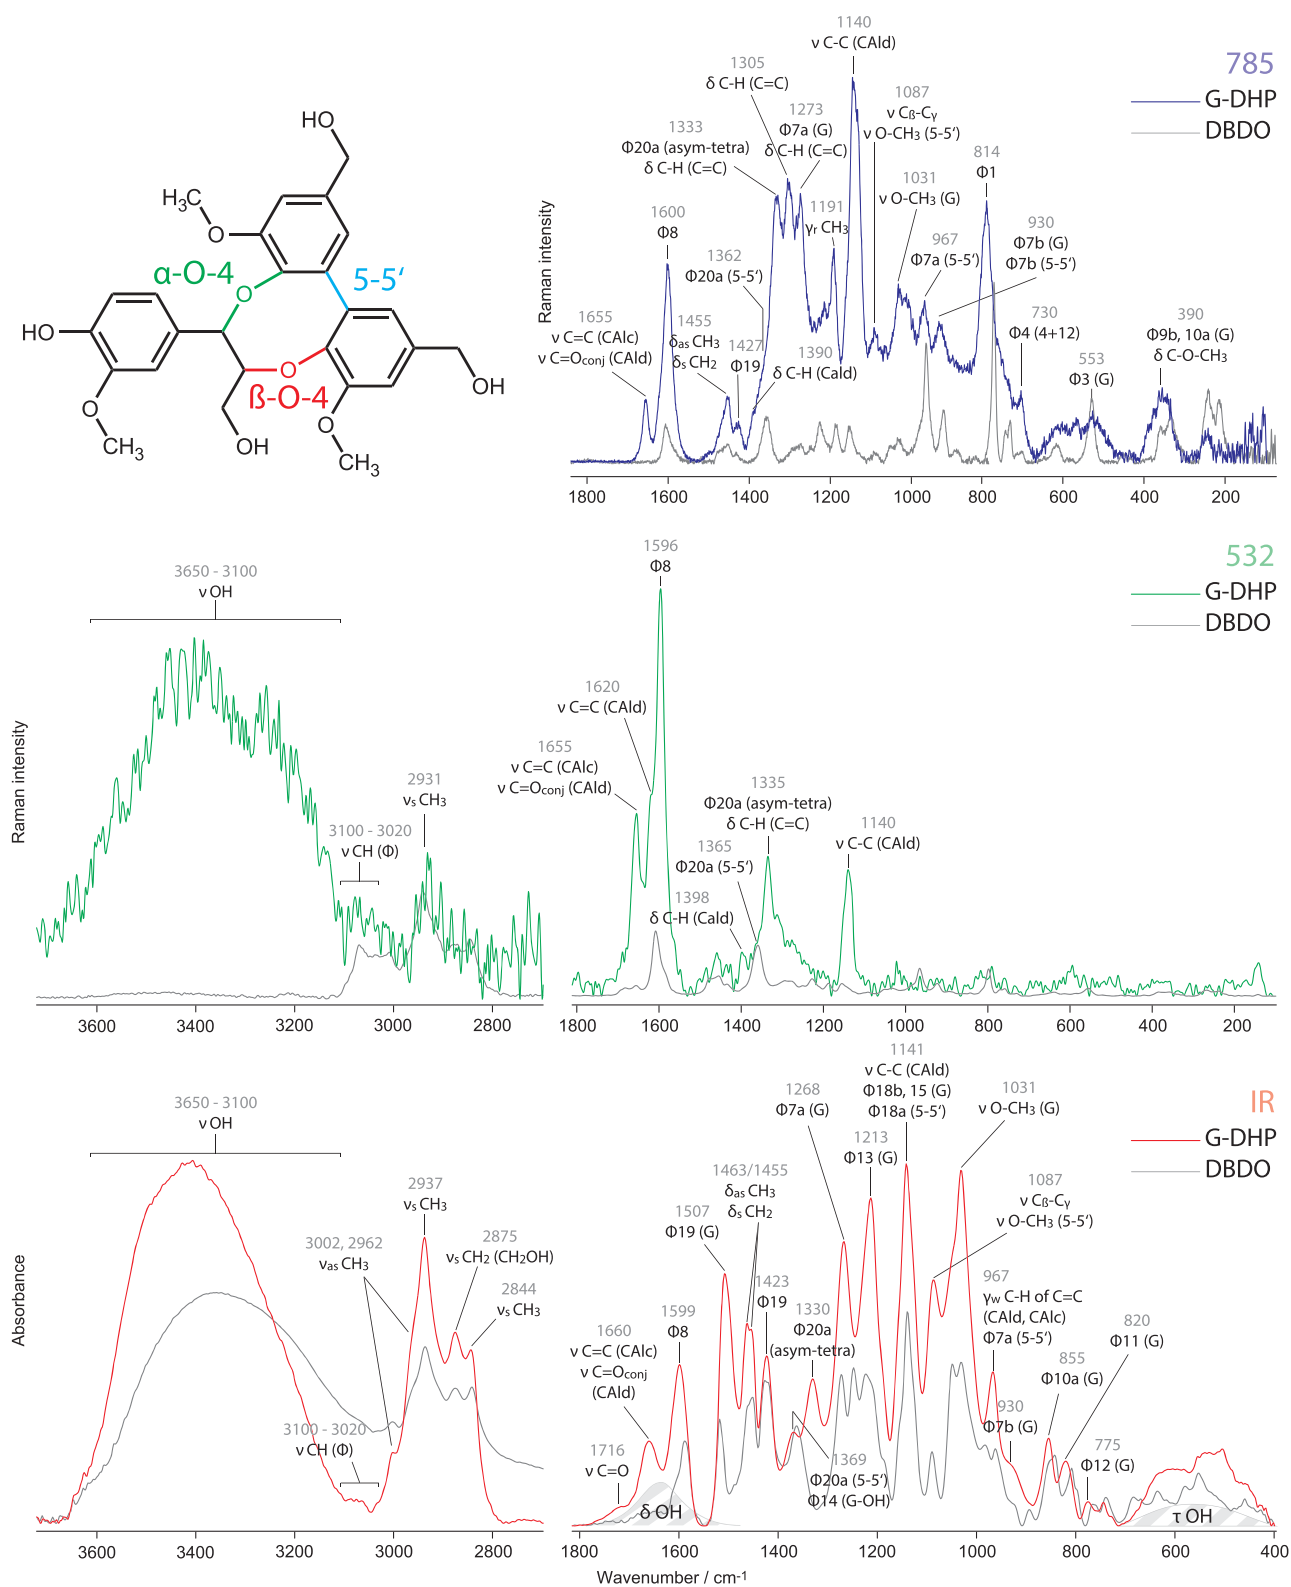 HO
H₃C
O
α-O-4
O
5-5‘
HO
O
ß-O-4
O
H₃C
HO
O
CH₃
OH
785
G-DHP
DBDO
Raman intensity
1140
ν C-C (CAld)
1305
δ C-H (C=C)
1273
Φ7a (G)
δ C-H (C=C)
1087
ν Cß-Cγ
ν O-CH₃ (5-5‘)
1333
Φ20a (asym-tetra)
δ C-H (C=C)
814
Φ1
1031
ν O-CH₃ (G)
1600
Φ8
1191
γr CH₃
1362
Φ20a (5-5‘)
967
Φ7a (5-5‘)
930
Φ7b (G)
Φ7b (5-5‘)
1655
ν C=C (CAlc)
ν C=Oconj (CAld)
1455
δas CH₃
δs CH₂
1427
Φ19
1390
δ C-H (Cald)
730
Φ4 (4+12)
553
Φ3 (G)
390
Φ9b, 10a (G)
δ C-O-CH₃
1800 1600 1400 1200 1000 800 600 400 200
532
G-DHP
DBDO
Raman intensity
3650 - 3100
ν OH
2931
νs CH₃
3100 - 3020
ν CH (Φ)
1596
Φ8
1620
ν C=C (CAld)
1655
ν C=C (CAlc)
ν C=Oconj (CAld)
1335
Φ20a (asym-tetra)
δ C-H (C=C)
1365
Φ20a (5-5‘)
1398
δ C-H (Cald)
1140
ν C-C (CAld)
3600 3400 3200 3000 2800
1800 1600 1400 1200 1000 800 600 400 200
IR
G-DHP
DBDO
Absorbance
3650 - 3100
ν OH
2937
νs CH₃
3002, 2962
νas CH₃
2875
νs CH₂ (CH₂OH)
2844
νs CH₃
3100 - 3020
ν CH (Φ)
1141
ν C-C (CAld)
Φ18b, 15 (G)
Φ18a (5-5‘)
1268
Φ7a (G)
1031
ν O-CH₃ (G)
1213
Φ13 (G)
1463/1455
δas CH₃
δs CH₂
1087
ν Cß-Cγ
ν O-CH₃ (5-5‘)
1507
Φ19 (G)
1423
Φ19
967
γw C-H of C=C
(CAld, CAlc)
Φ7a (5-5‘)
1599
Φ8
1330
Φ20a
(asym-tetra)
820
Φ11 (G)
1660
ν C=C (CAlc)
ν C=Oconj
(CAld)
855
Φ10a (G)
930
Φ7b (G)
1716
ν C=O
1369
Φ20a (5-5‘)
Φ14 (G-OH)
775
Φ12 (G)
δ OH
τ OH
3600 3400 3200 3000 2800
1800 1600 1400 1200 1000 800 600 400
Wavenumber / cm⁻¹